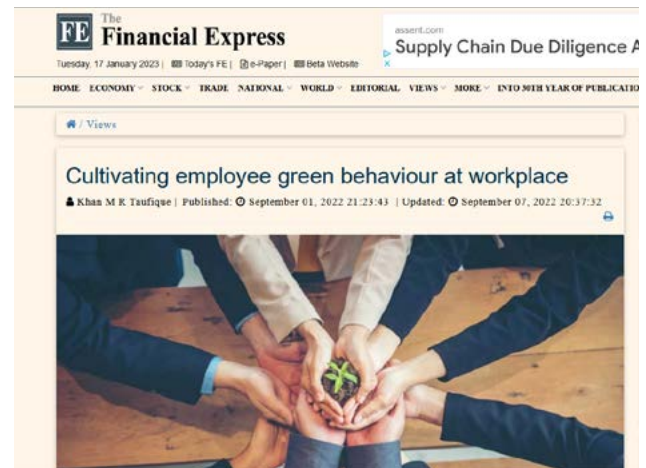 FE The
Financial Express
assent.com
Supply Chain Due Diligence A
Tuesday, 17 January 2023 | Today's FE | e-Paper | Beta Website
HOME ECONOMY STOCK TRADE NATIONAL WORLD EDITORIAL VIEWS MORE INTO 30TH YEAR OF PUBLICATIO
/ Views
Cultivating employee green behaviour at workplace
Khan M R Taufique | Published: September 01, 2022 21:23:43 | Updated: September 07, 2022 20:37:32